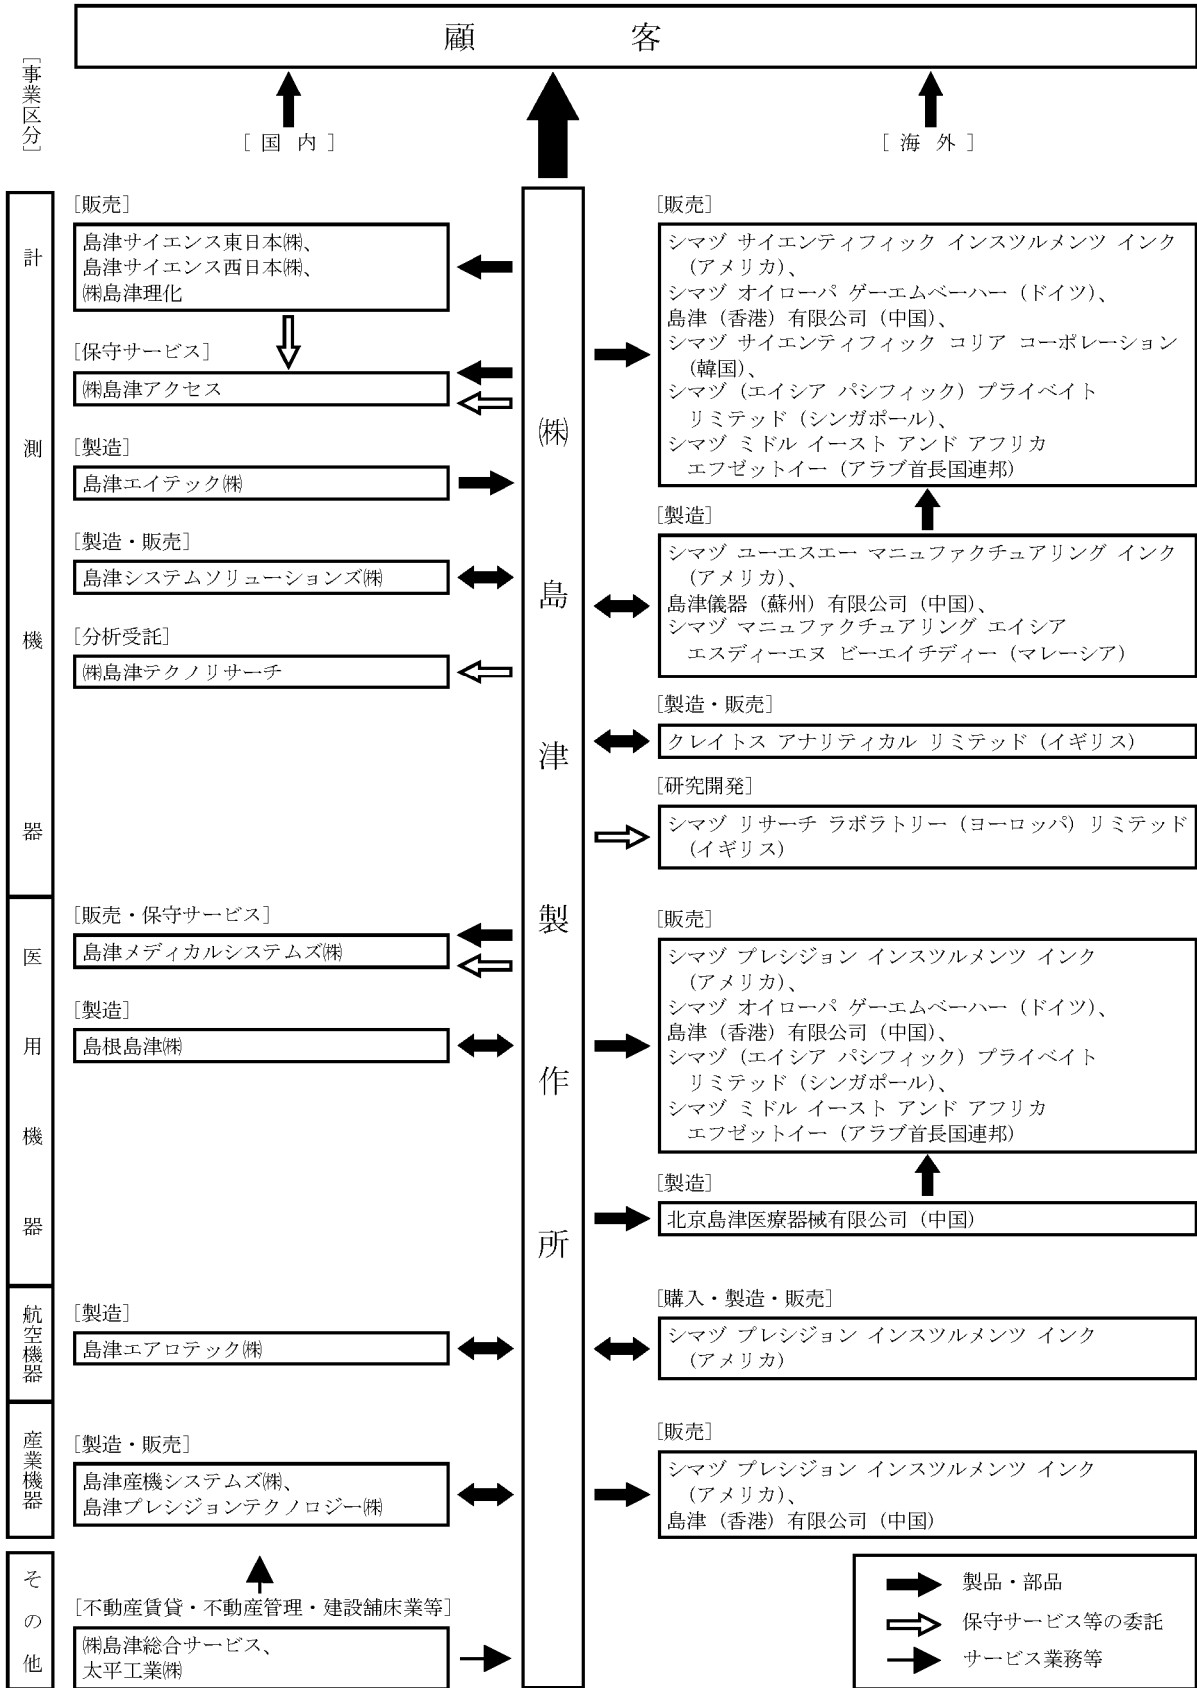 顧客
[事業区分]
[ 国 内 ]
[ 海 外 ]
㈱島津製作所
計測機器
[販売]
島津サイエンス東日本㈱、
島津サイエンス西日本㈱、
㈱島津理化
[保守サービス]
㈱島津アクセス
[製造]
島津エイテック㈱
[製造・販売]
島津システムソリューションズ㈱
[分析受託]
㈱島津テクノリサーチ
[販売]
シマヅ サイエンティフィック インスツルメンツ インク
(アメリカ)、
シマヅ オイローパ ゲーエムベーハー (ドイツ)、
島津 (香港) 有限公司 (中国)、
シマヅ サイエンティフィック コリア コーポレーション
(韓国)、
シマヅ (エイシア パシフィック) プライベイト
リミテッド (シンガポール)、
シマヅ ミドル イースト アンド アフリカ
エフゼットイー (アラブ首長国連邦)
[製造]
シマヅ ユーエスエー マニュファクチュアリング インク
(アメリカ)、
島津儀器 (蘇州) 有限公司 (中国)、
シマヅ マニュファクチュアリング エイシア
エスディーエヌ ビーエイチディー (マレーシア)
[製造・販売]
クレイトス アナリティカル リミテッド (イギリス)
[研究開発]
シマヅ リサーチ ラボラトリー (ヨーロッパ) リミテッド
(イギリス)
医用機器
[販売・保守サービス]
島津メディカルシステムズ㈱
[製造]
島根島津㈱
[販売]
シマヅ プレシジョン インスツルメンツ インク
(アメリカ)、
シマヅ オイローパ ゲーエムベーハー (ドイツ)、
島津 (香港) 有限公司 (中国)、
シマヅ (エイシア パシフィック) プライベイト
リミテッド (シンガポール)、
シマヅ ミドル イースト アンド アフリカ
エフゼットイー (アラブ首長国連邦)
[製造]
北京島津医療器械有限公司 (中国)
航空機器
[製造]
島津エアロテック㈱
[購入・製造・販売]
シマヅ プレシジョン インスツルメンツ インク
(アメリカ)
産業機器
[製造・販売]
島津産機システムズ㈱、
島津プレシジョンテクノロジー㈱
[販売]
シマヅ プレシジョン インスツルメンツ インク
(アメリカ)、
島津 (香港) 有限公司 (中国)
その他
[不動産賃貸・不動産管理・建設舗床業等]
㈱島津総合サービス、
太平工業㈱
製品・部品
保守サービス等の委託
サービス業務等